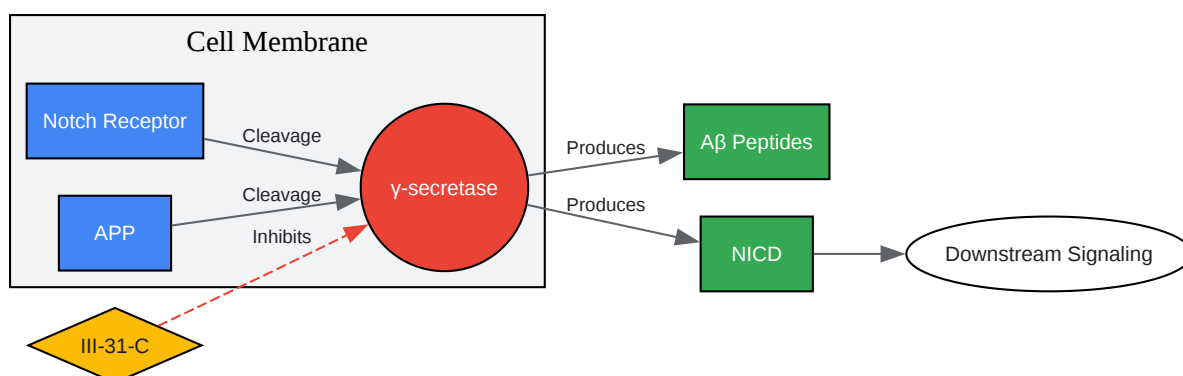 Cell Membrane
Notch Receptor
Cleavage
APP
Cleavage
Inhibits
III-31-C
γ-secretase
Produces
Aβ Peptides
Produces
NICD
Downstream Signaling